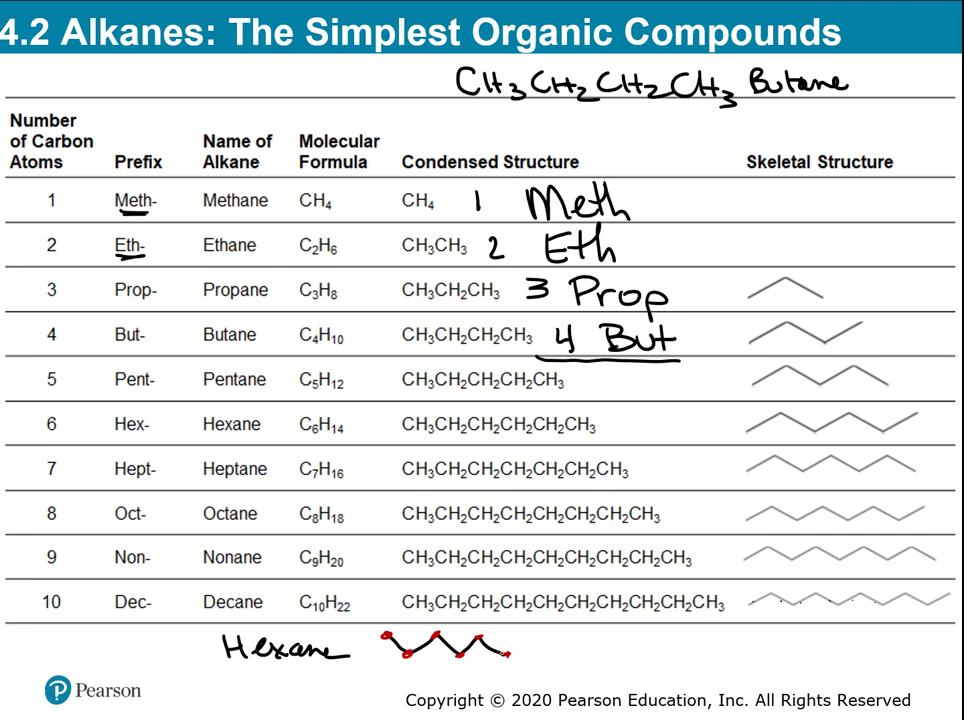 4.2 Alkanes: The Simplest Organic Compounds
CH₃CH₂CH₂CH₃ Butane
Number of Carbon Atoms Prefix Name of Alkane Molecular Formula Condensed Structure Skeletal Structure
1 Meth- Methane CH₄ CH₄ 1 Meth
2 Eth- Ethane C₂H₆ CH₃CH₃ 2 Eth
3 Prop- Propane C₃H₈ CH₃CH₂CH₃ 3 Prop
4 But- Butane C₄H₁₀ CH₃CH₂CH₂CH₃ 4 But
5 Pent- Pentane C₅H₁₂ CH₃CH₂CH₂CH₂CH₃
6 Hex- Hexane C₆H₁₄ CH₃CH₂CH₂CH₂CH₂CH₃
7 Hept- Heptane C₇H₁₆ CH₃CH₂CH₂CH₂CH₂CH₂CH₃
8 Oct- Octane C₈H₁₈ CH₃CH₂CH₂CH₂CH₂CH₂CH₂CH₃
9 Non- Nonane C₉H₂₀ CH₃CH₂CH₂CH₂CH₂CH₂CH₂CH₂CH₃
10 Dec- Decane C₁₀H₂₂ CH₃CH₂CH₂CH₂CH₂CH₂CH₂CH₂CH₂CH₃
Hexane
P Pearson
Copyright © 2020 Pearson Education, Inc. All Rights Reserved